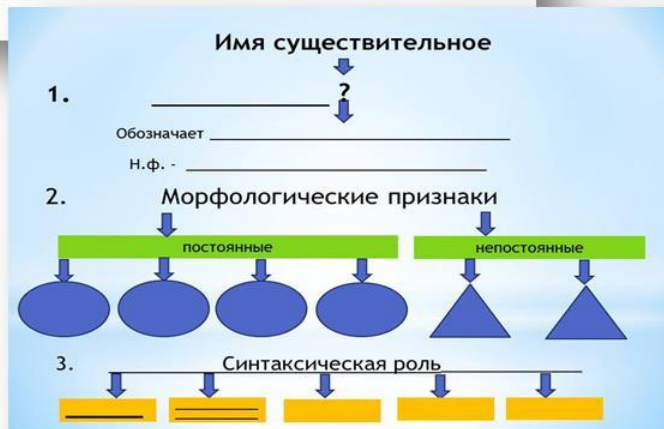 Имя существительное
1. ?
Обозначает
Н.ф. -
2. Морфологические признаки
постоянные непостоянные
3. Синтаксическая роль